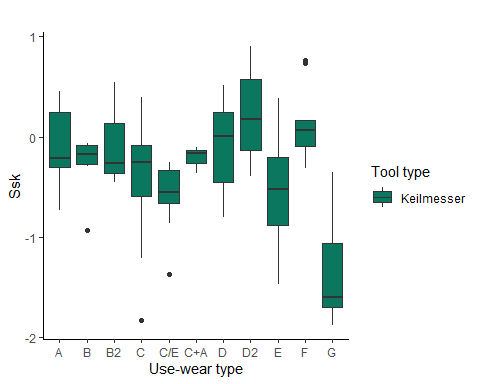 1
0
-1
-2
Ssk
A B B2 C C/E C+A D D2 E F G
Use-wear type
Tool type
Keilmesser